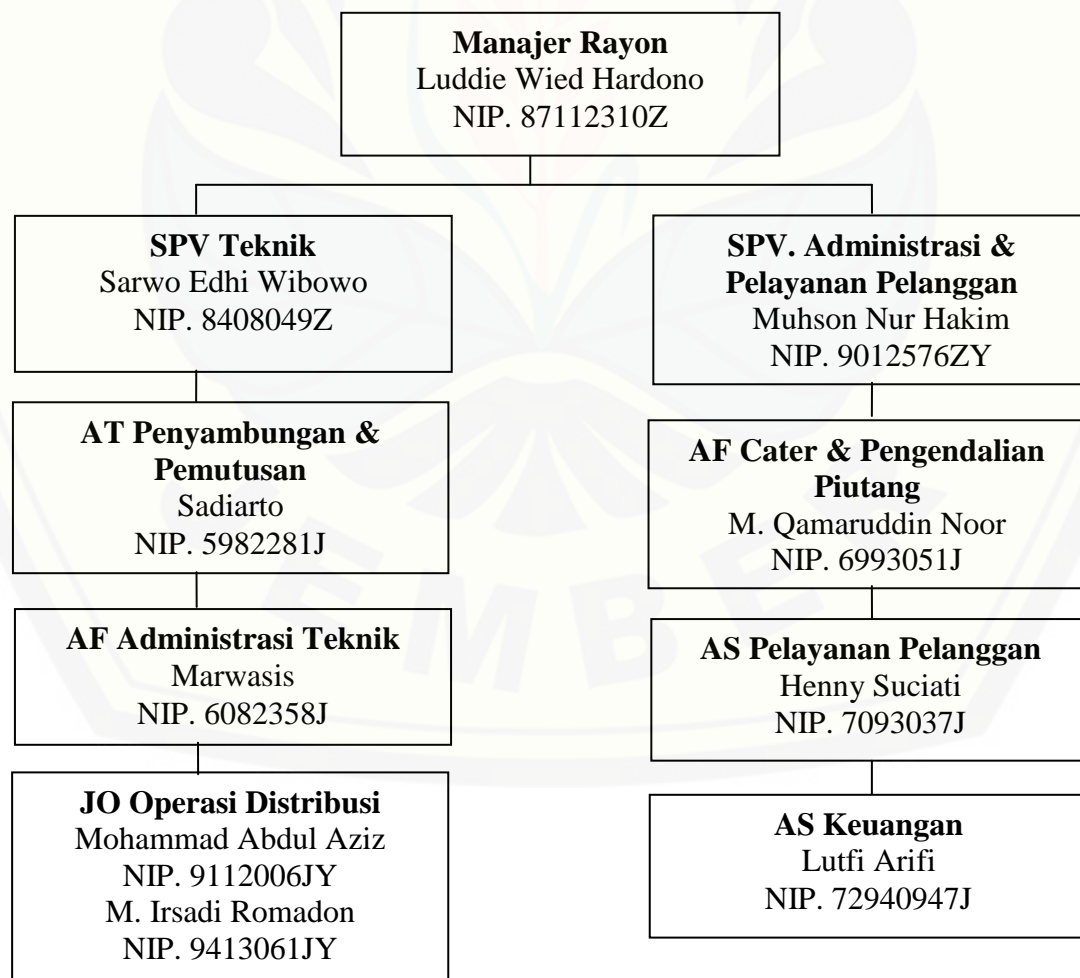 Manajer Rayon
Luddie Wied Hardono
NIP. 87112310Z
SPV Teknik
Sarwo Edhi Wibowo
NIP. 8408049Z
SPV. Administrasi &
Pelayanan Pelanggan
Muhson Nur Hakim
NIP. 9012576ZY
AT Penyambungan &
Pemutusan
Sadiarto
NIP. 5982281J
AF Cater & Pengendalian
Piutang
M. Qamaruddin Noor
NIP. 6993051J
AF Administrasi Teknik
Marwasis
NIP. 6082358J
AS Pelayanan Pelanggan
Henny Suciati
NIP. 7093037J
JO Operasi Distribusi
Mohammad Abdul Aziz
NIP. 9112006JY
M. Irsadi Romadon
NIP. 9413061JY
AS Keuangan
Lutfi Arifi
NIP. 72940947J